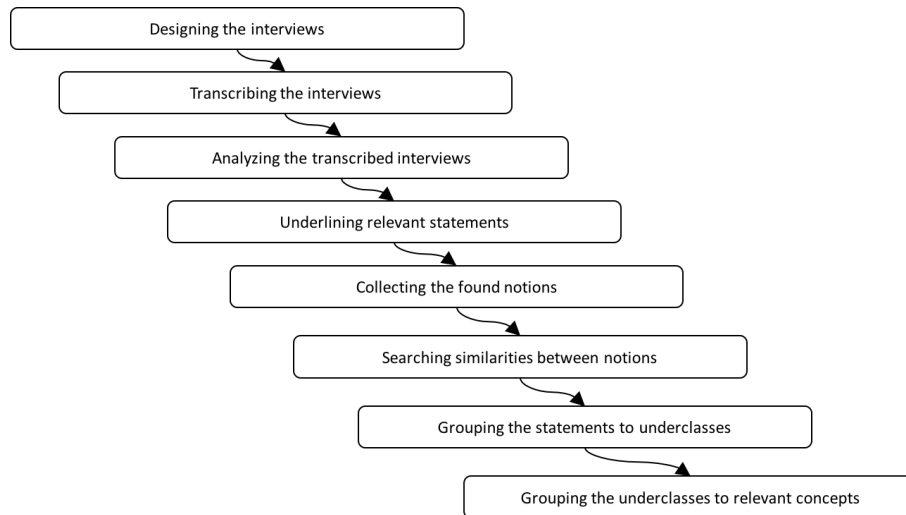 Designing the interviews
Transcribing the interviews
Analyzing the transcribed interviews
Underlining relevant statements
Collecting the found notions
Searching similarities between notions
Grouping the statements to underclasses
Grouping the underclasses to relevant concepts